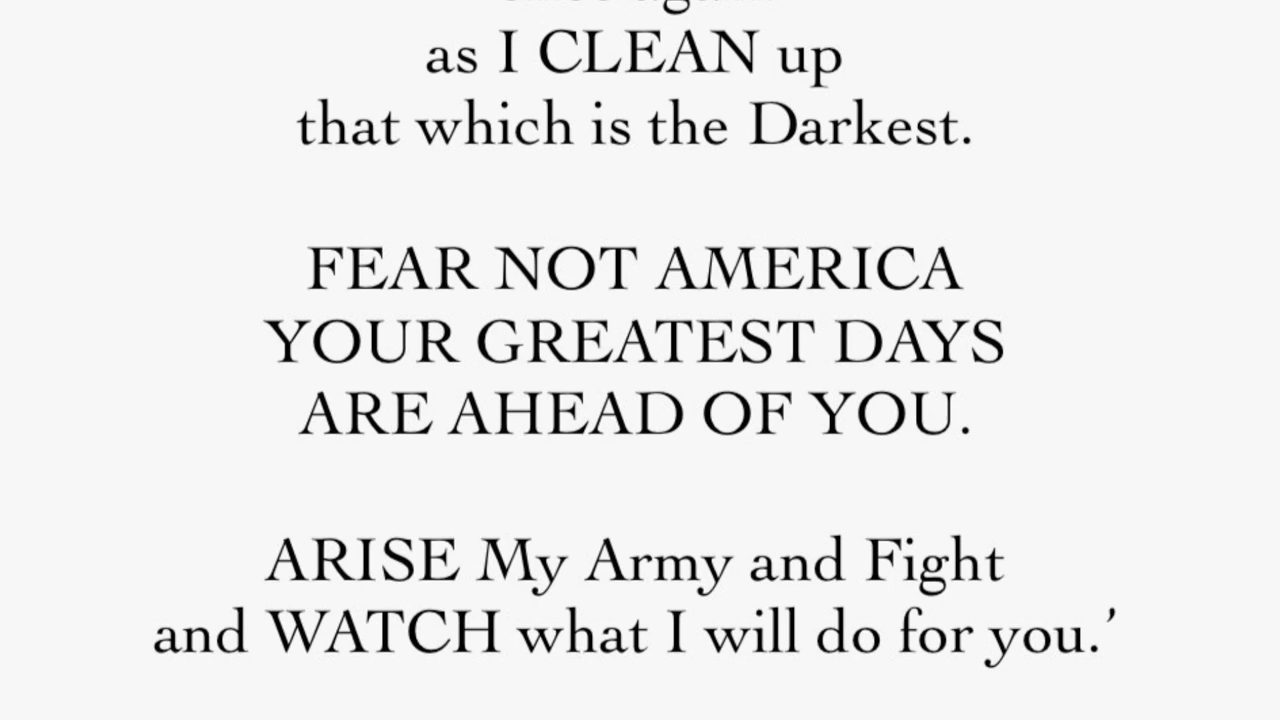 as I CLEAN up
that which is the Darkest.
FEAR NOT AMERICA
YOUR GREATEST DAYS
ARE AHEAD OF YOU.
ARISE My Army and Fight
and WATCH what I will do for you.’